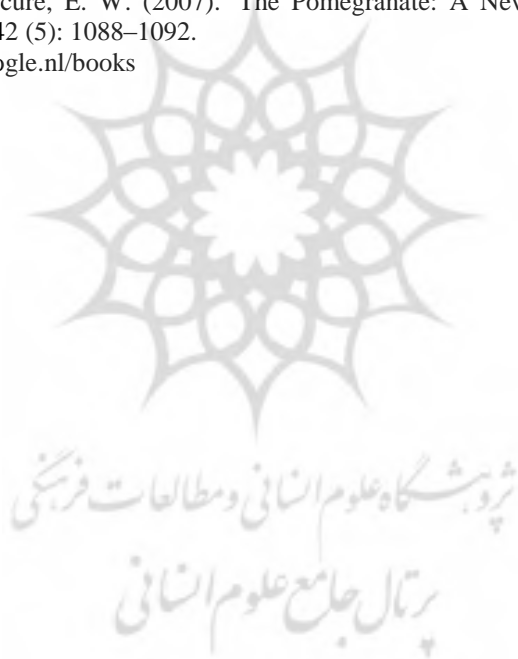 cure, E. W. (2007). The Pomegranate: A New
42 (5): 1088–1092.
ogle.nl/books
پژوهشگاه علوم انسانی و مطالعات فرهنگی
پرتال جامع علوم انسانی